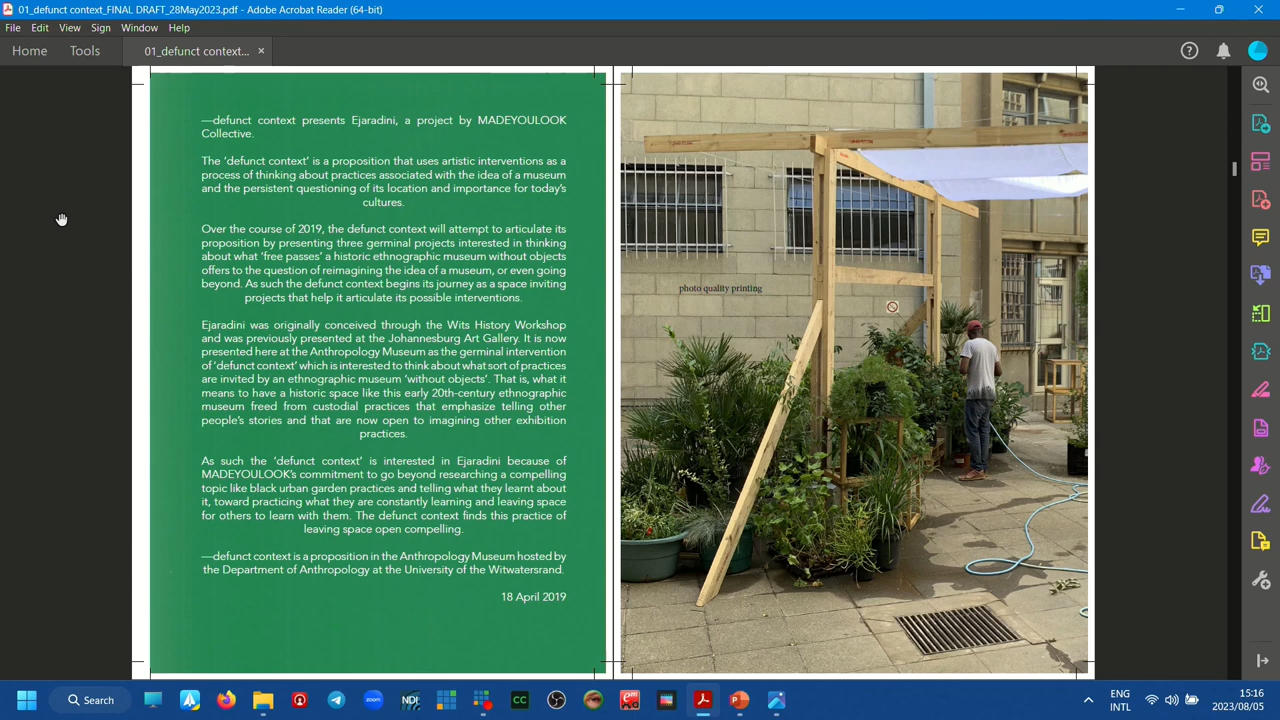 01_defunct context_FINAL DRAFT_28May2023.pdf - Adobe Acrobat Reader (64-bit)
File Edit View Sign Window Help
Home Tools 01_defunct context... ×
—defunct context presents Ejaradini, a project by MADEYOULOOK
Collective.
The ‘defunct context’ is a proposition that uses artistic interventions as a
process of thinking about practices associated with the idea of a museum
and the persistent questioning of its location and importance for today’s
cultures.
Over the course of 2019, the defunct context will attempt to articulate its
proposition by presenting three germinal projects interested in thinking
about what ‘free passes’ a historic ethnographic museum without objects
offers to the question of reimagining the idea of a museum, or even going
beyond. As such the defunct context begins its journey as a space inviting
projects that help it articulate its possible interventions.
Ejaradini was originally conceived through the Wits History Workshop
and was previously presented at the Johannesburg Art Gallery. It is now
presented here at the Anthropology Museum as the germinal intervention
of ‘defunct context’ which is interested to think about what sort of practices
are invited by an ethnographic museum ‘without objects’. That is, what it
means to have a historic space like this early 20th-century ethnographic
museum freed from custodial practices that emphasize telling other
people’s stories and that are now open to imagining other exhibition
practices.
As such the ‘defunct context’ is interested in Ejaradini because of
MADEYOULOOK’s commitment to go beyond researching a compelling
topic like black urban garden practices and telling what they learnt about
it, toward practicing what they are constantly learning and leaving space
for others to learn with them. The defunct context finds this practice of
leaving space open compelling.
—defunct context is a proposition in the Anthropology Museum hosted by
the Department of Anthropology at the University of the Witwatersrand.
18 April 2019
photo quality printing
Search
zoom
NDI
CC
ENG
INTL
15:16
2023/08/05